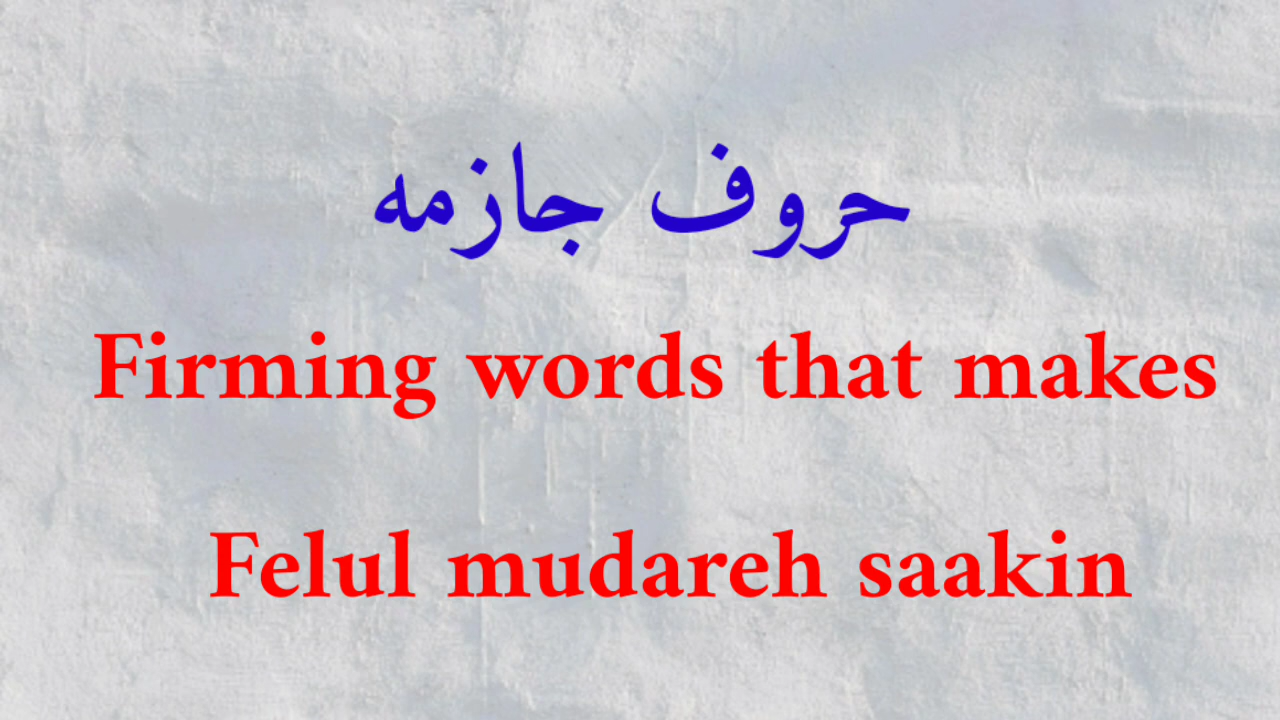 حروف جازمه
Firming words that makes
Felul mudareh saakin